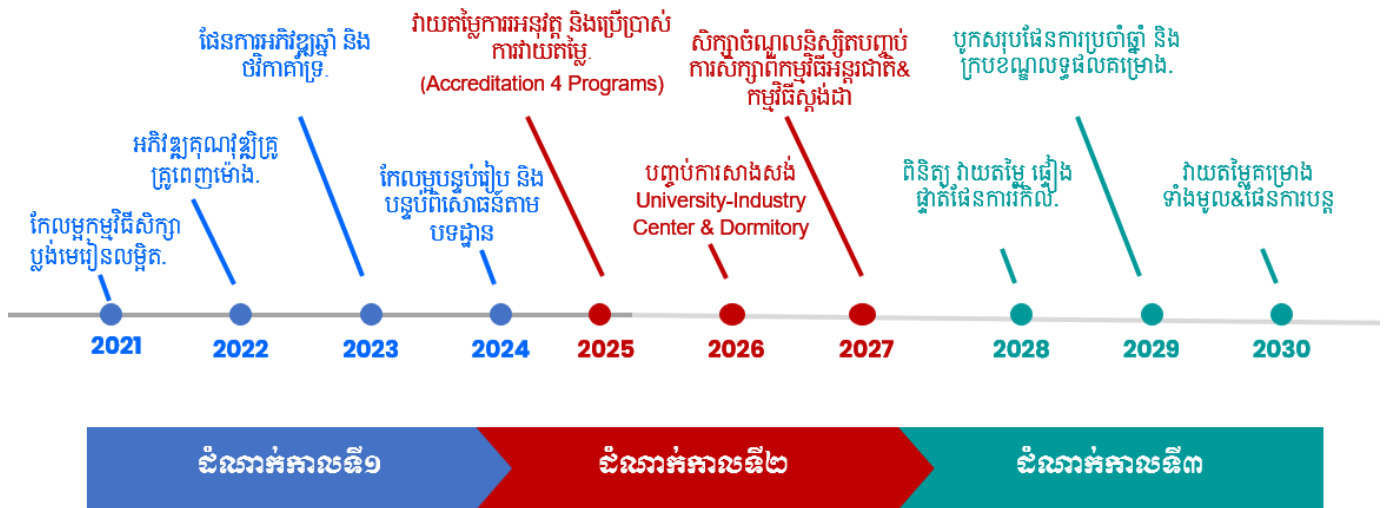 កែលម្អកម្មវិធីសិក្សា
ប្លង់មេរៀនលម្អិត.
អភិវឌ្ឍគុណវុឌ្ឍិគ្រូ
គ្រូពេញម៉ោង.
ផែនការអភិវឌ្ឍឆ្នាំ និង
ថវិកាគាំទ្រ.
កែលម្អបន្ទប់រៀន និង
បន្ទប់ពិសោធន៍តាម
បទដ្ឋាន
វាយតម្លៃការរអនុវត្ត និងប្រើប្រាស់
ការវាយតម្លៃ.
(Accreditation 4 Programs)
បញ្ចប់ការសាងសង់
University-Industry
Center & Dormitory
សិក្សាចំណូលនិស្សិតបញ្ចប់
ការសិក្សាពីកម្មវិធីអន្តរជាតិ&
កម្មវិធីស្តង់ដា
ពិនិត្យ វាយតម្លៃ ផ្ទៀង
ផ្ទាត់ផែនការរំកិល.
បូកសរុបផែនការប្រចាំឆ្នាំ និង
ក្របខណ្ឌលទ្ធផលគម្រោង.
វាយតម្លៃគម្រោង
ទាំងមូល&ផែនការបន្ត
2021 2022 2023 2024 2025 2026 2027 2028 2029 2030
ដំណាក់កាលទី១ ដំណាក់កាលទី២ ដំណាក់កាលទី៣